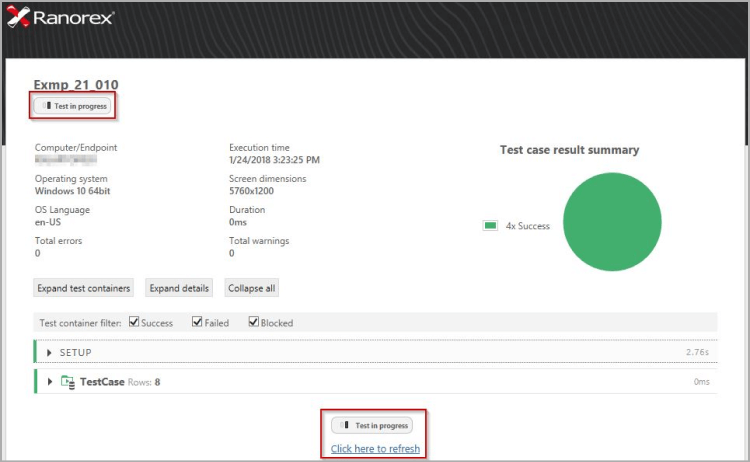 Ranorex®
Exmp_21_010
Test in progress
Computer/Endpoint
Operating system
Windows 10 64bit
OS Language
en-US
Total errors
0
Execution time
1/24/2018 3:23:25 PM
Screen dimensions
5760x1200
Duration
0ms
Total warnings
0
Test case result summary
4x Success
Expand test containers Expand details Collapse all
Test container filter: Success Failed Blocked
SETUP 2.76s
TestCase Rows: 8 0ms
Test in progress
Click here to refresh